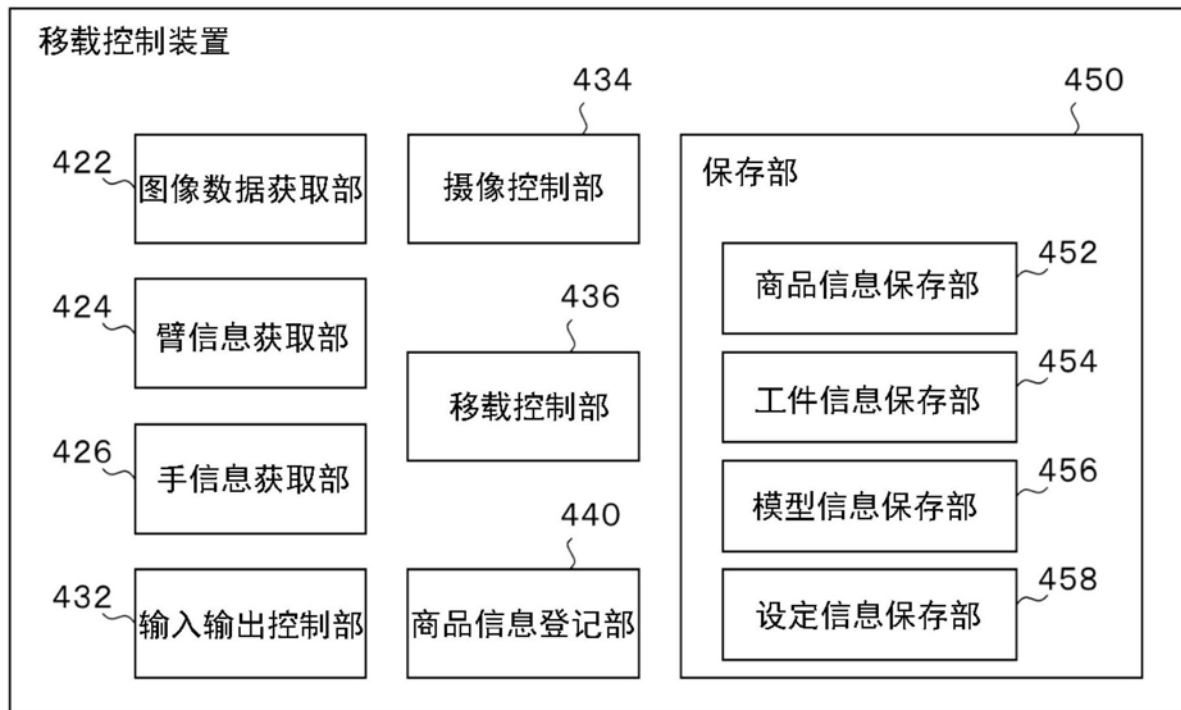 移载控制装置
434
450
422
图像数据获取部
摄像控制部
保存部
452
商品信息保存部
424
臂信息获取部
436
移载控制部
454
工件信息保存部
426
手信息获取部
456
模型信息保存部
440
432
输入输出控制部
商品信息登记部
458
设定信息保存部